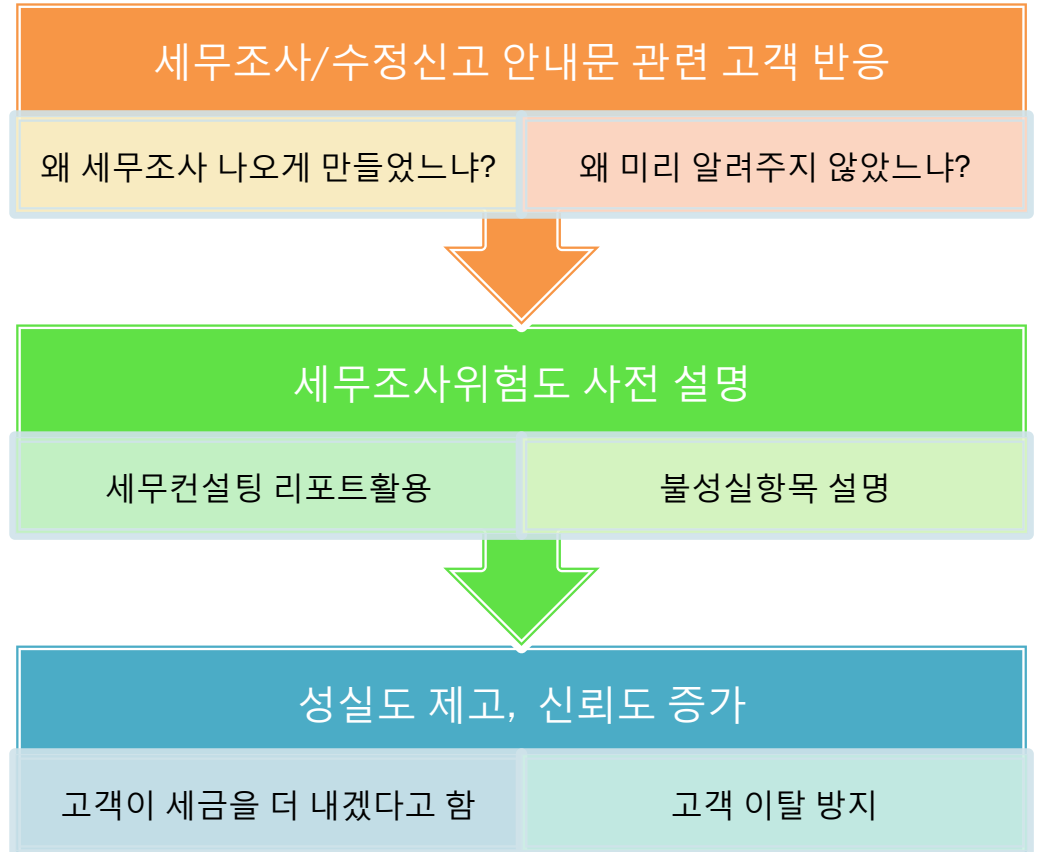 세무조사/수정신고 안내문 관련 고객 반응
왜 세무조사 나오게 만들었느냐?
왜 미리 알려주지 않았느냐?
세무조사위험도 사전 설명
세무컨설팅 리포트활용
불성실항목 설명
성실도 제고, 신뢰도 증가
고객이 세금을 더 내겠다고 함
고객 이탈 방지